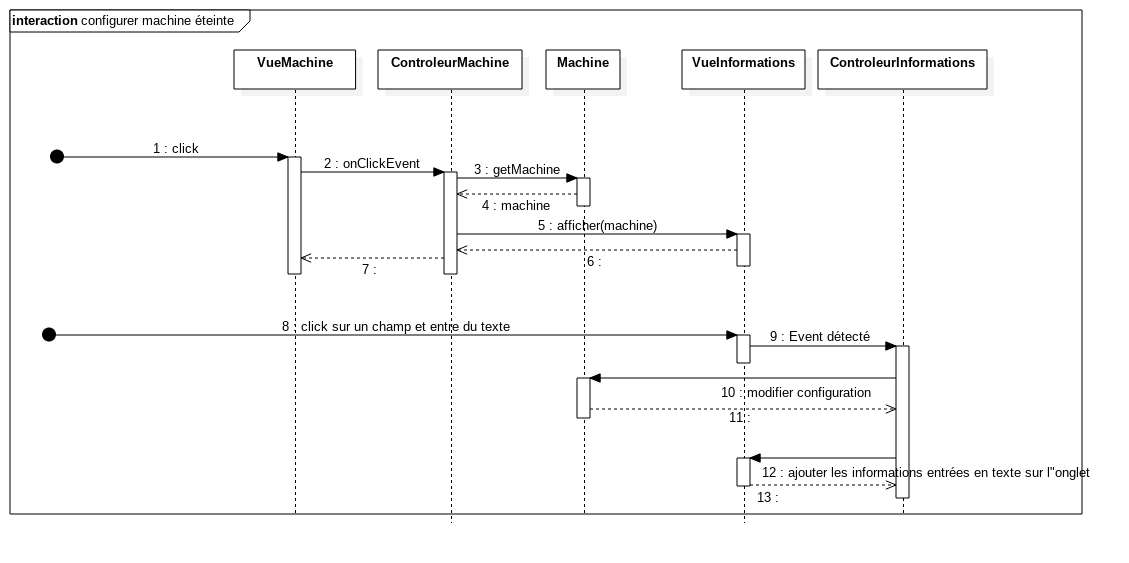 interaction configurer machine éteinte
VueMachine
ControleurMachine
Machine
VueInformations
ControleurInformations
1 : click
2 : onClickEvent
3 : getMachine
4 : machine
5 : afficher(machine)
6 :
7 :
8 : click sur un champ et entre du texte
9 : Event détecté
10 : modifier configuration
11 :
12 : ajouter les informations entrées en texte sur l"onglet
13 :